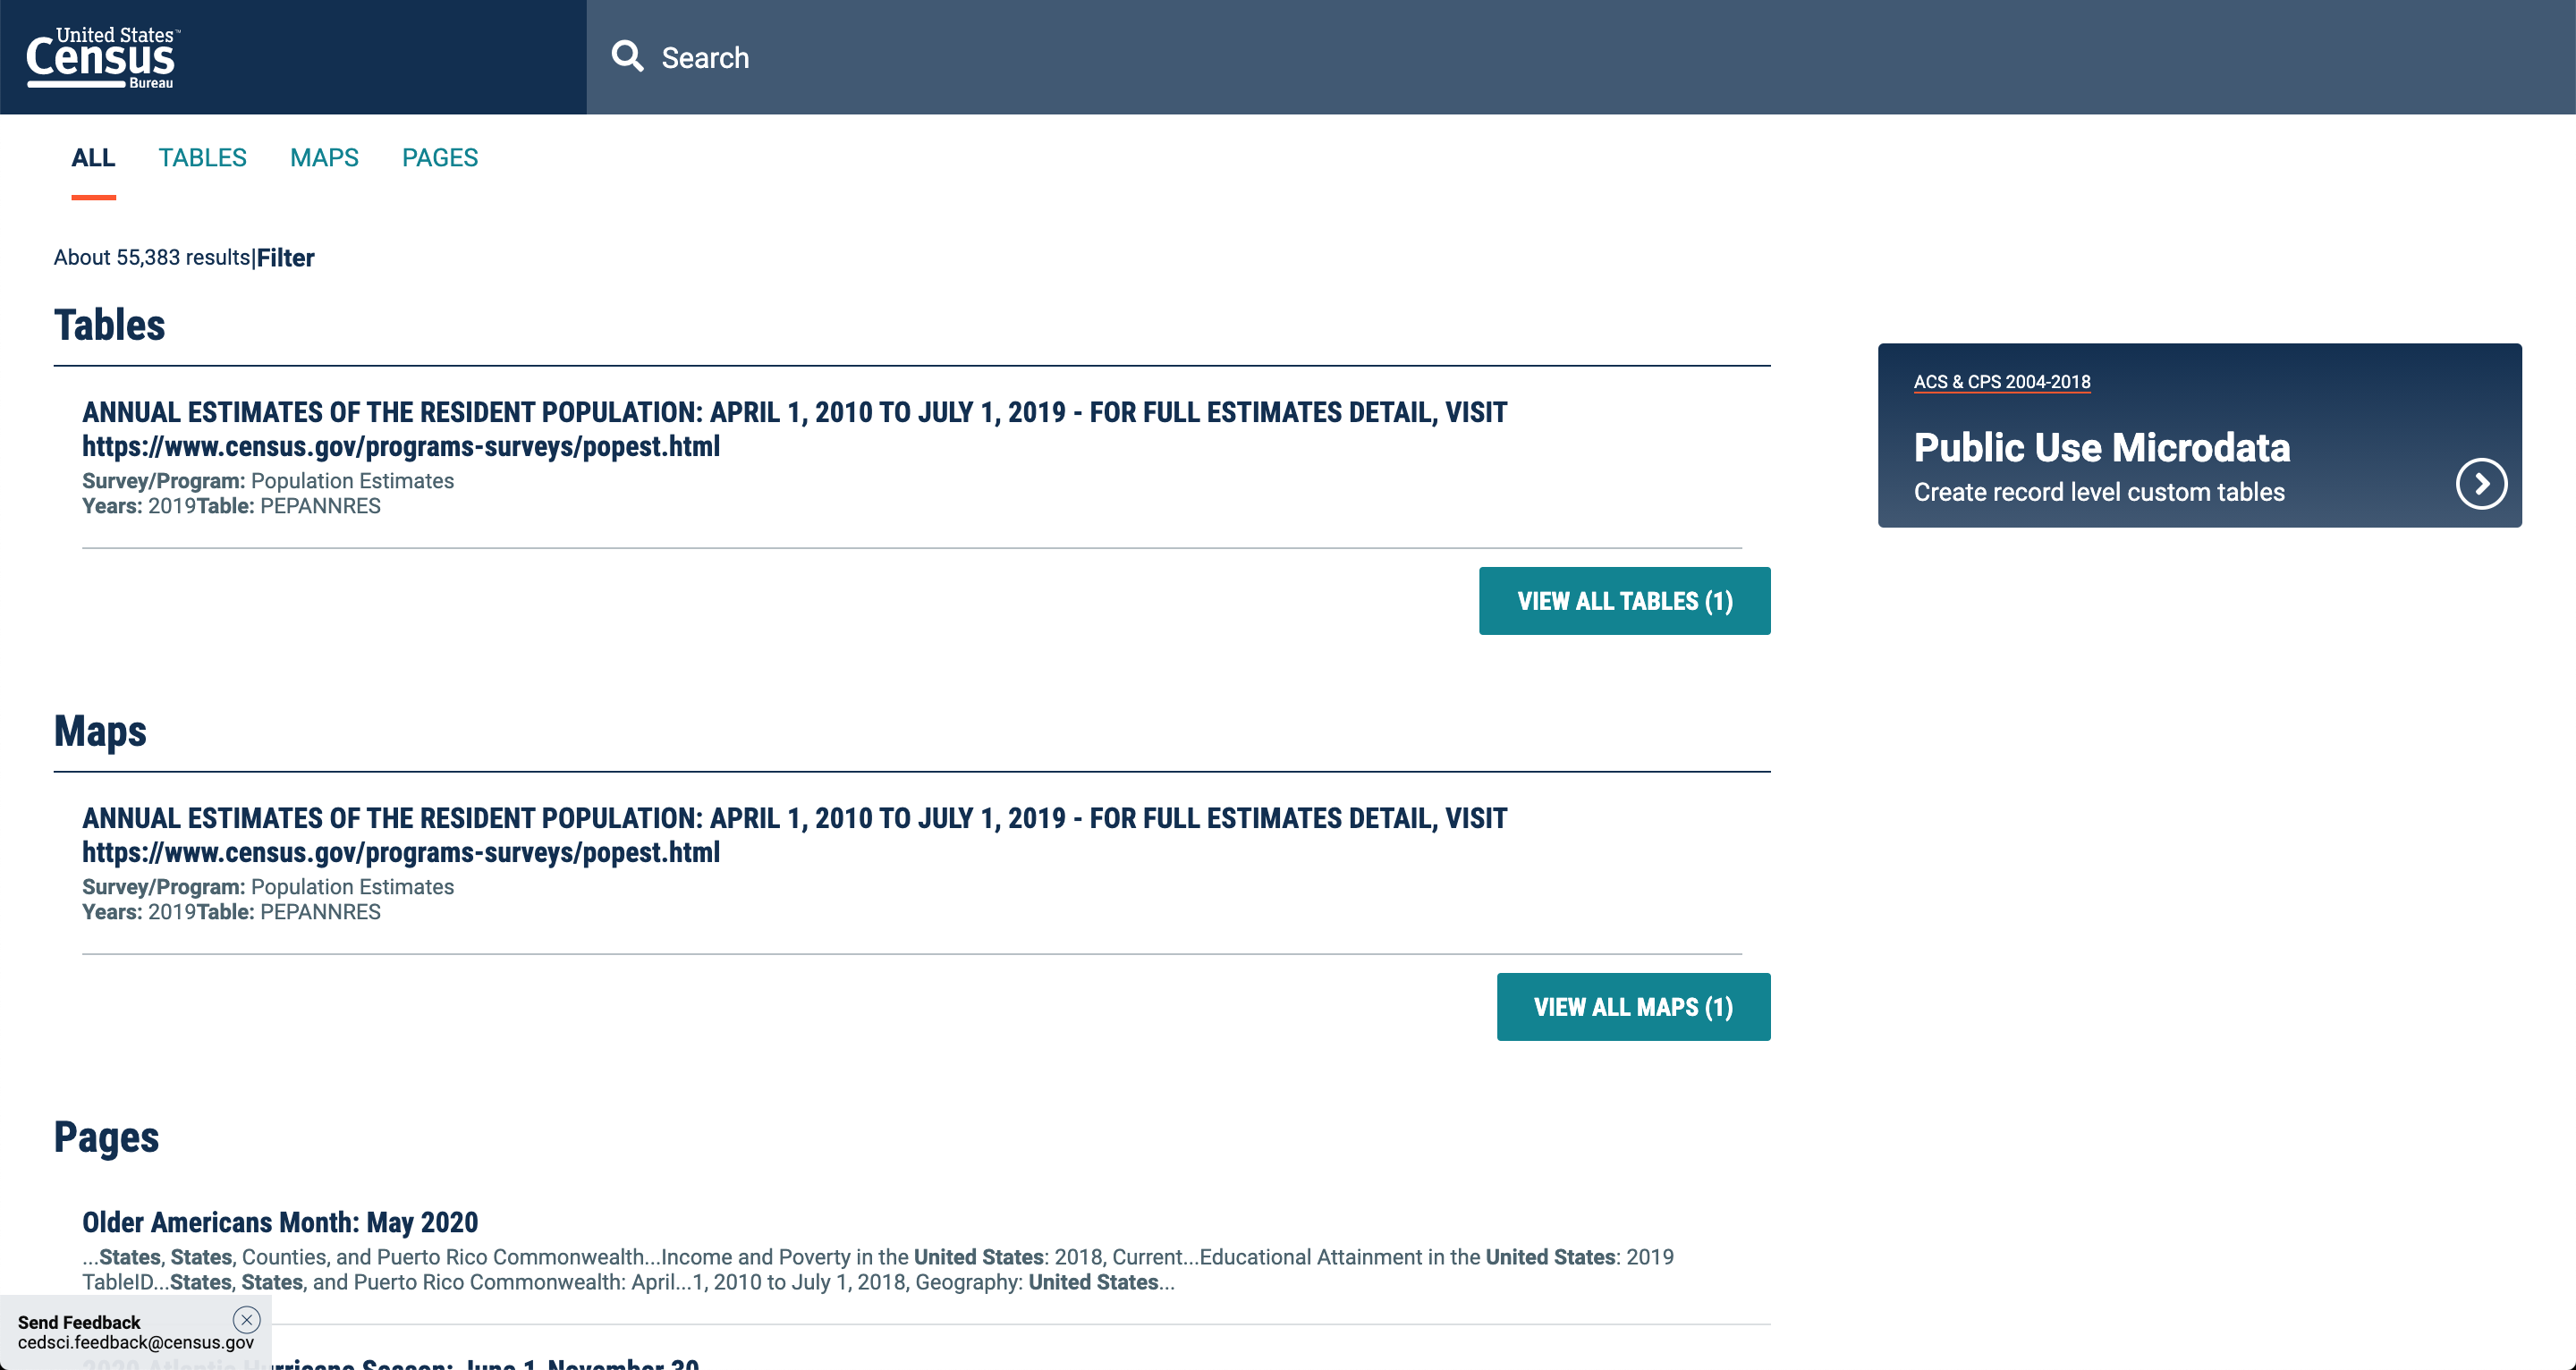 United States™
Census
Bureau
Search
ALL TABLES MAPS PAGES
About 55,383 results|Filter
Tables
ANNUAL ESTIMATES OF THE RESIDENT POPULATION: APRIL 1, 2010 TO JULY 1, 2019 - FOR FULL ESTIMATES DETAIL, VISIT
https://www.census.gov/programs-surveys/popest.html
Survey/Program: Population Estimates
Years: 2019Table: PEPANNRES
VIEW ALL TABLES (1)
ACS & CPS 2004-2018
Public Use Microdata
Create record level custom tables
Maps
ANNUAL ESTIMATES OF THE RESIDENT POPULATION: APRIL 1, 2010 TO JULY 1, 2019 - FOR FULL ESTIMATES DETAIL, VISIT
https://www.census.gov/programs-surveys/popest.html
Survey/Program: Population Estimates
Years: 2019Table: PEPANNRES
VIEW ALL MAPS (1)
Pages
Older Americans Month: May 2020
...States, States, Counties, and Puerto Rico Commonwealth...Income and Poverty in the United States: 2018, Current...Educational Attainment in the United States: 2019
TableID...States, States, and Puerto Rico Commonwealth: April...1, 2010 to July 1, 2018, Geography: United States...
Send Feedback
cedsci.feedback@census.gov
2020 Atlantic Hurricane Season: June 1-November 30